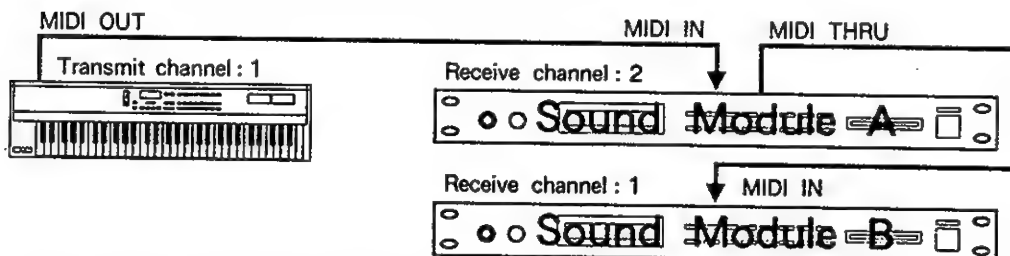 MIDI OUT
MIDI IN
MIDI THRU
Transmit channel : 1
Receive channel : 2
Sound Module A
Receive channel : 1
MIDI IN
Sound Module B